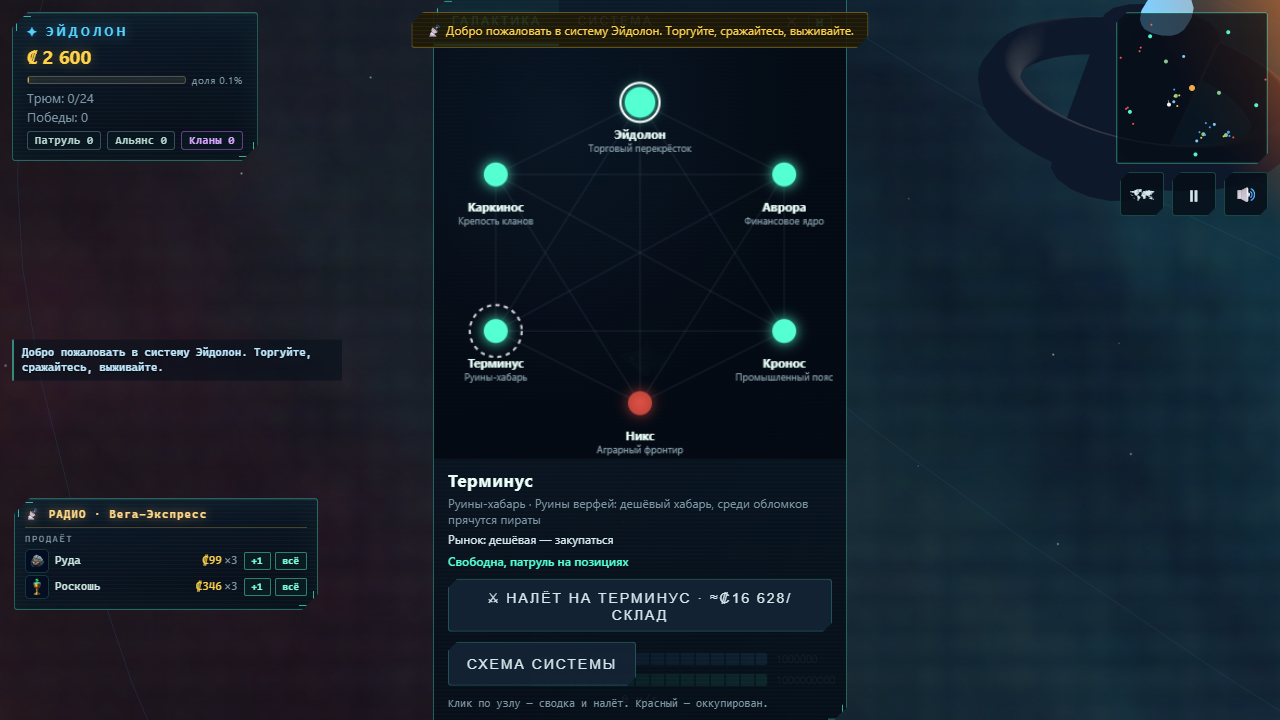 ЭЙДОЛОН
₡ 2 600
доля 0.1%
Трюм: 0/24
Победы: 0
Патруль 0
Альянс 0
Кланы 0
ГАЛАКТИКА
СИСТЕМА
Добро пожаловать в систему Эйдолон. Торгуйте, сражайтесь, выживайте.
Эйдолон
Торговый перекрёсток
Каркинос
Крепость кланов
Аврора
Финансовое ядро
Терминус
Руины-хабарь
Кронос
Промышленный пояс
Никс
Аграрный фронтир
Добро пожаловать в систему Эйдолон. Торгуйте,
сражайтесь, выживайте.
РАДИО · Вега-Экспресс
ПРОДАЁТ
Руда ₡99 ×3 +1 всё
Роскошь ₡346 ×3 +1 всё
Терминус
Руины-хабарь · Руины верфей: дешёвый хабарь, среди обломков
прячутся пираты
Рынок: дешёвая — закупаться
Свободна, патруль на позициях
⚔ НАЛЁТ НА ТЕРМИНУС · ≈₡16 628/
СКЛАД
СХЕМА СИСТЕМЫ
Клик по узлу — сводка и налёт. Красный — оккупирован.